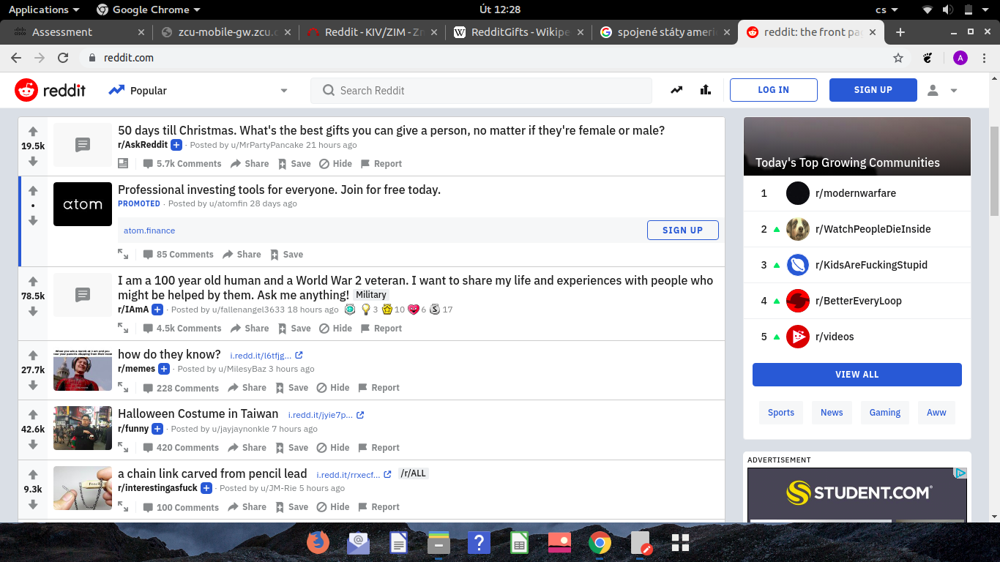 Applications
Google Chrome
Út 12:28
cs
Assessment
zcu-mobile-gw.zcu.c
Reddit - KIV/ZIM - Zn
RedditGifts - Wikipe
spojené státy ameri
reddit: the front pa
reddit.com
A
reddit
Popular
Search Reddit
LOG IN
SIGN UP
19.5k
50 days till Christmas. What's the best gifts you can give a person, no matter if they're female or male?
r/AskReddit · Posted by u/MrPartyPancake 21 hours ago
5.7k Comments Share Save Hide Report
Professional investing tools for everyone. Join for free today.
atom
PROMOTED · Posted by u/atomfin 28 days ago
atom.finance
SIGN UP
85 Comments Share Save
78.5k
I am a 100 year old human and a World War 2 veteran. I want to share my life and experiences with people who
might be helped by them. Ask me anything! Military
r/IAmA · Posted by u/fallenangel3633 18 hours ago 3 10 6 S 17
4.5k Comments Share Save Hide Report
27.7k
how do they know? i.redd.it/l6tfjg...
r/memes · Posted by u/MilesyBaz 3 hours ago
228 Comments Share Save Hide Report
42.6k
Halloween Costume in Taiwan i.redd.it/jyie7p...
r/funny · Posted by u/jayjaynonkle 7 hours ago
420 Comments Share Save Hide Report
9.3k
a chain link carved from pencil lead i.redd.it/rrxecf... /r/ALL
r/interestingasfuck · Posted by u/JM-Rie 5 hours ago
100 Comments Share Save Hide Report
Today's Top Growing Communities
1 r/modernwarfare
2 r/WatchPeopleDieInside
3 r/KidsAreFuckingStupid
4 r/BetterEveryLoop
5 r/videos
VIEW ALL
Sports News Gaming Aww
ADVERTISEMENT
STUDENT.COM